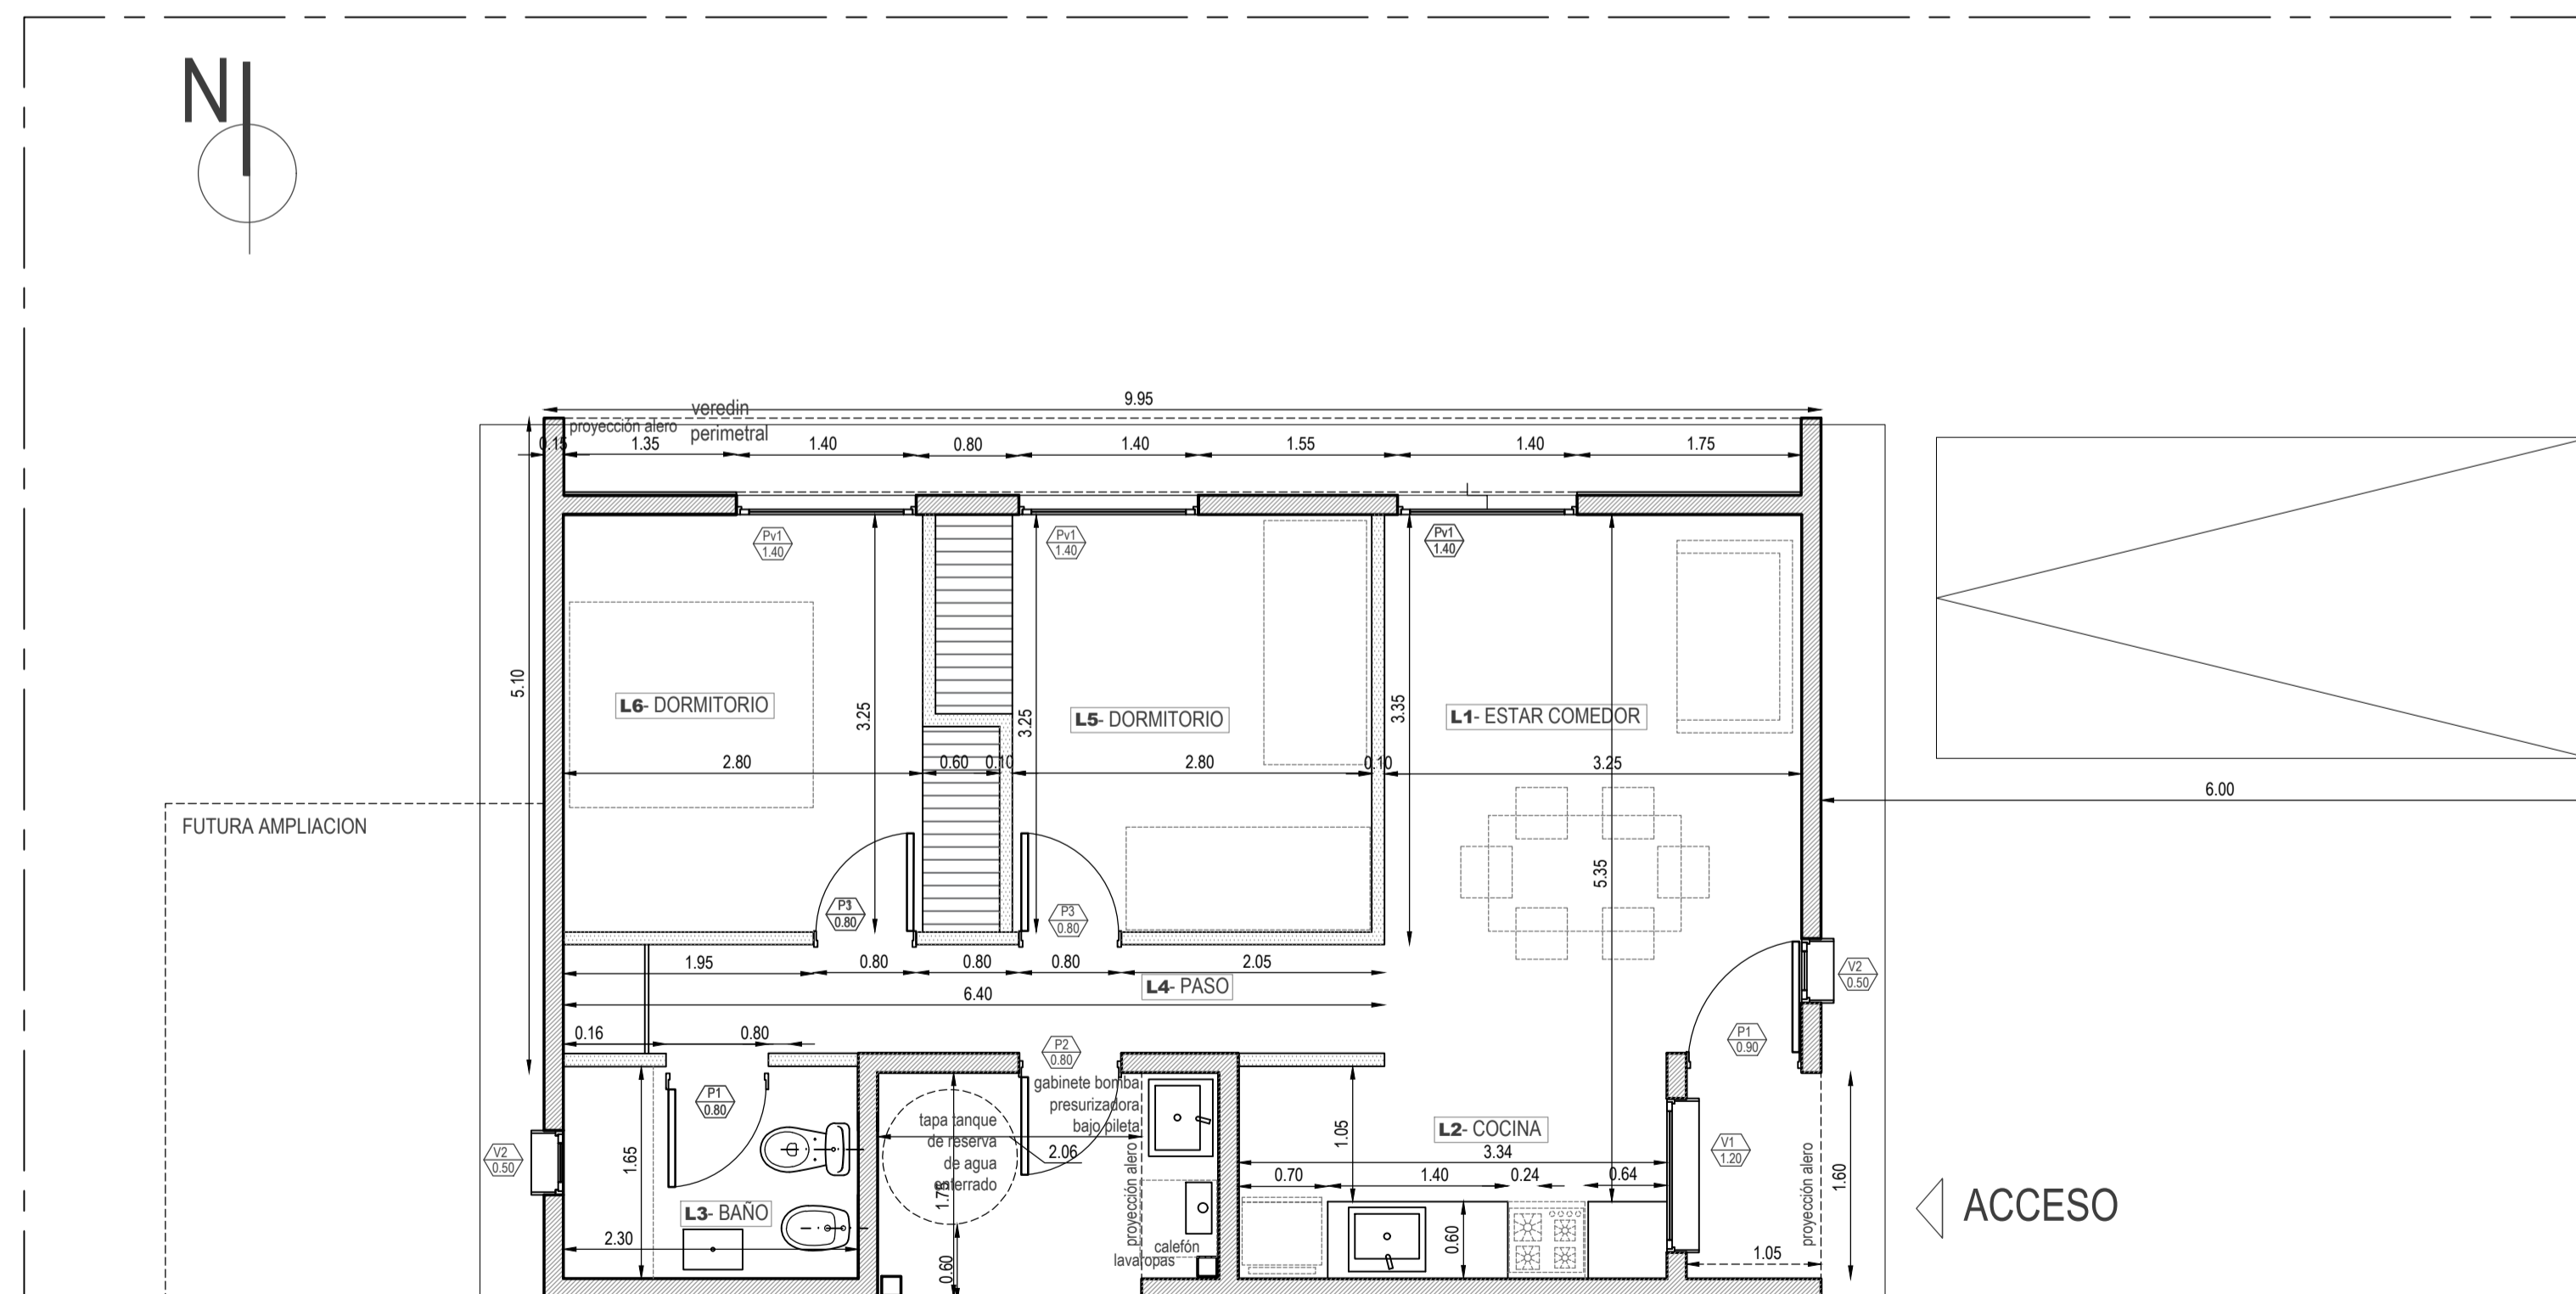 N
9.95
veredin
perimetral
proyección alero
0.15
1.35
1.40
0.80
1.40
1.55
1.40
1.75
Pv1
1.40
Pv1
1.40
Pv1
1.40
5.10
L6- DORMITORIO
3.25
3.25
L5- DORMITORIO
3.35
L1- ESTAR COMEDOR
2.80
0.60
0.10
2.80
0.10
3.25
6.00
FUTURA AMPLIACION
5.35
P3
0.80
P3
0.80
1.95
0.80
0.80
0.80
2.05
L4- PASO
6.40
V2
0.50
0.16
0.80
P2
0.80
P1
0.90
P1
0.80
gabinete bomba
presurizadora
bajo pileta
tapa tanque
de reserva
de agua
enterrado
2.06
1.75
0.60
proyección alero
calefón
lavaropas
V2
0.50
1.65
L3- BAÑO
2.30
1.05
L2- COCINA
3.34
0.70
1.40
0.24
0.64
0.60
V1
1.20
proyección alero
1.60
1.05
ACCESO